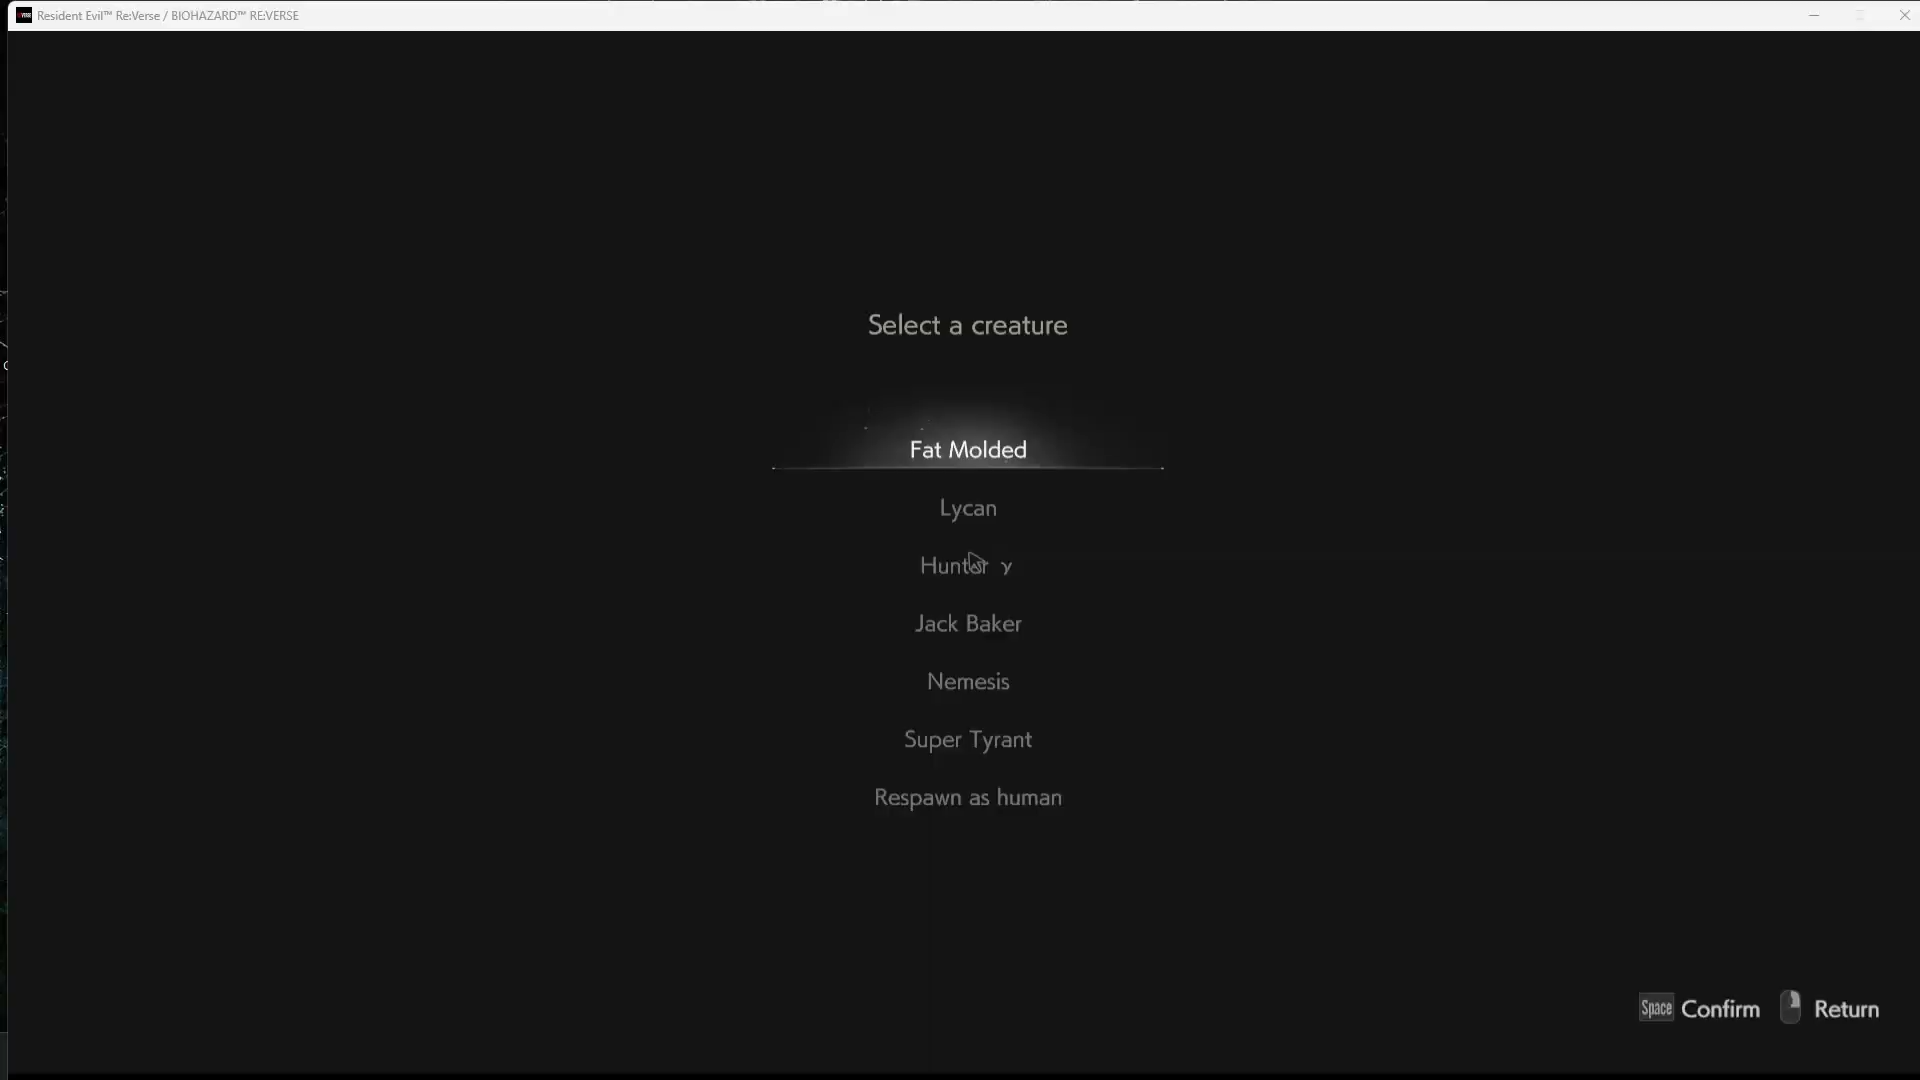 Resident Evil™ Re:Verse / BIOHAZARD™ RE:VERSE
Select a creature
Fat Molded
Lycan
Hunter γ
Jack Baker
Nemesis
Super Tyrant
Respawn as human
Space Confirm Return